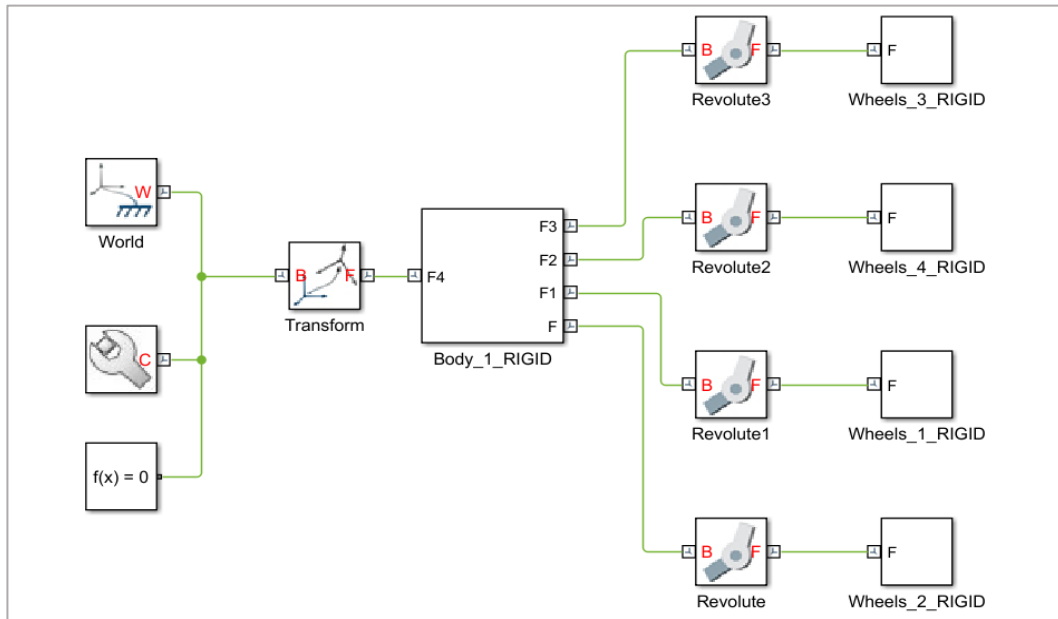 B F
Revolute3
F
Wheels_3_RIGID
W
World
B F
Revolute2
F
Wheels_4_RIGID
B F
Transform
F4
F3
F2
F1
F
Body_1_RIGID
C
B F
Revolute1
F
Wheels_1_RIGID
f(x) = 0
B F
Revolute
F
Wheels_2_RIGID